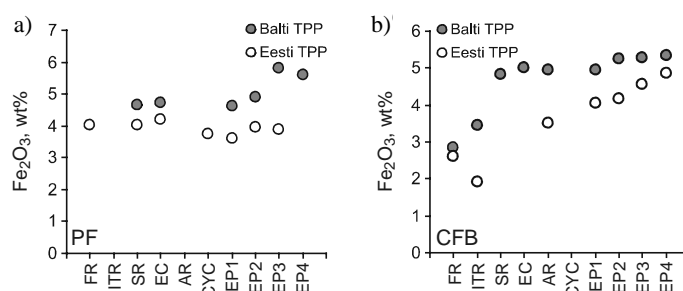 a)
Balti TPP
Eesti TPP
Fe2O3, wt%
7
6
5
4
3
2
1
0
PF
FR
ITR
SR
EC
AR
CYC
EP1
EP2
EP3
EP4
b)
Balti TPP
Eesti TPP
Fe2O3, wt%
6
5
4
3
2
1
0
CFB
FR
ITR
SR
EC
AR
CYC
EP1
EP2
EP3
EP4